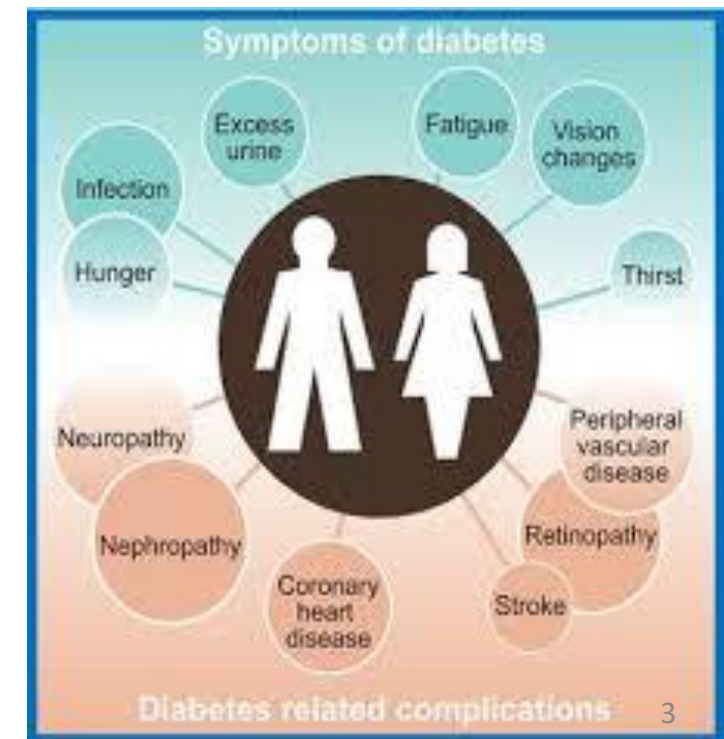 Symptoms of diabetes
Excess
urine
Fatigue
Vision
changes
Infection
Hunger
Thirst
Neuropathy
Peripheral
vascular
disease
Nephropathy
Retinopathy
Coronary
heart
disease
Stroke
Diabetes related complications
3